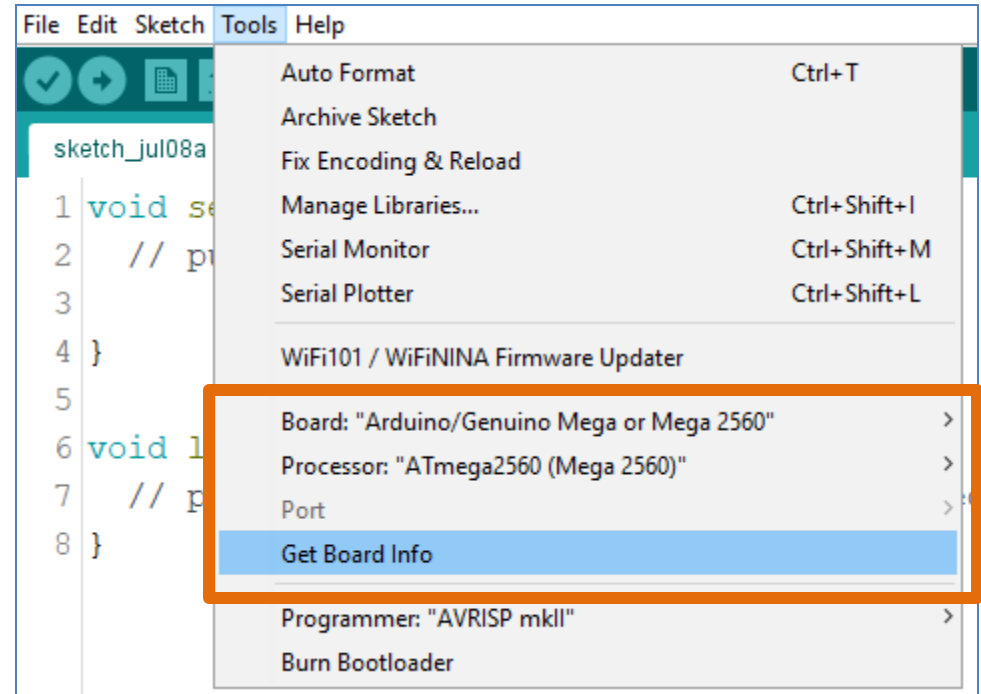 File Edit Sketch Tools Help
Auto Format Ctrl+T
Archive Sketch
sketch_jul08a
Fix Encoding & Reload
1 void
Manage Libraries... Ctrl+Shift+I
2 //
Serial Monitor Ctrl+Shift+M
3
Serial Plotter Ctrl+Shift+L
4 }
WiFi101 / WiFiNINA Firmware Updater
5
Board: "Arduino/Genuino Mega or Mega 2560"
6 void
Processor: "ATmega2560 (Mega 2560)"
7 //
Port
8 }
Get Board Info
Programmer: "AVRISP mkII"
Burn Bootloader